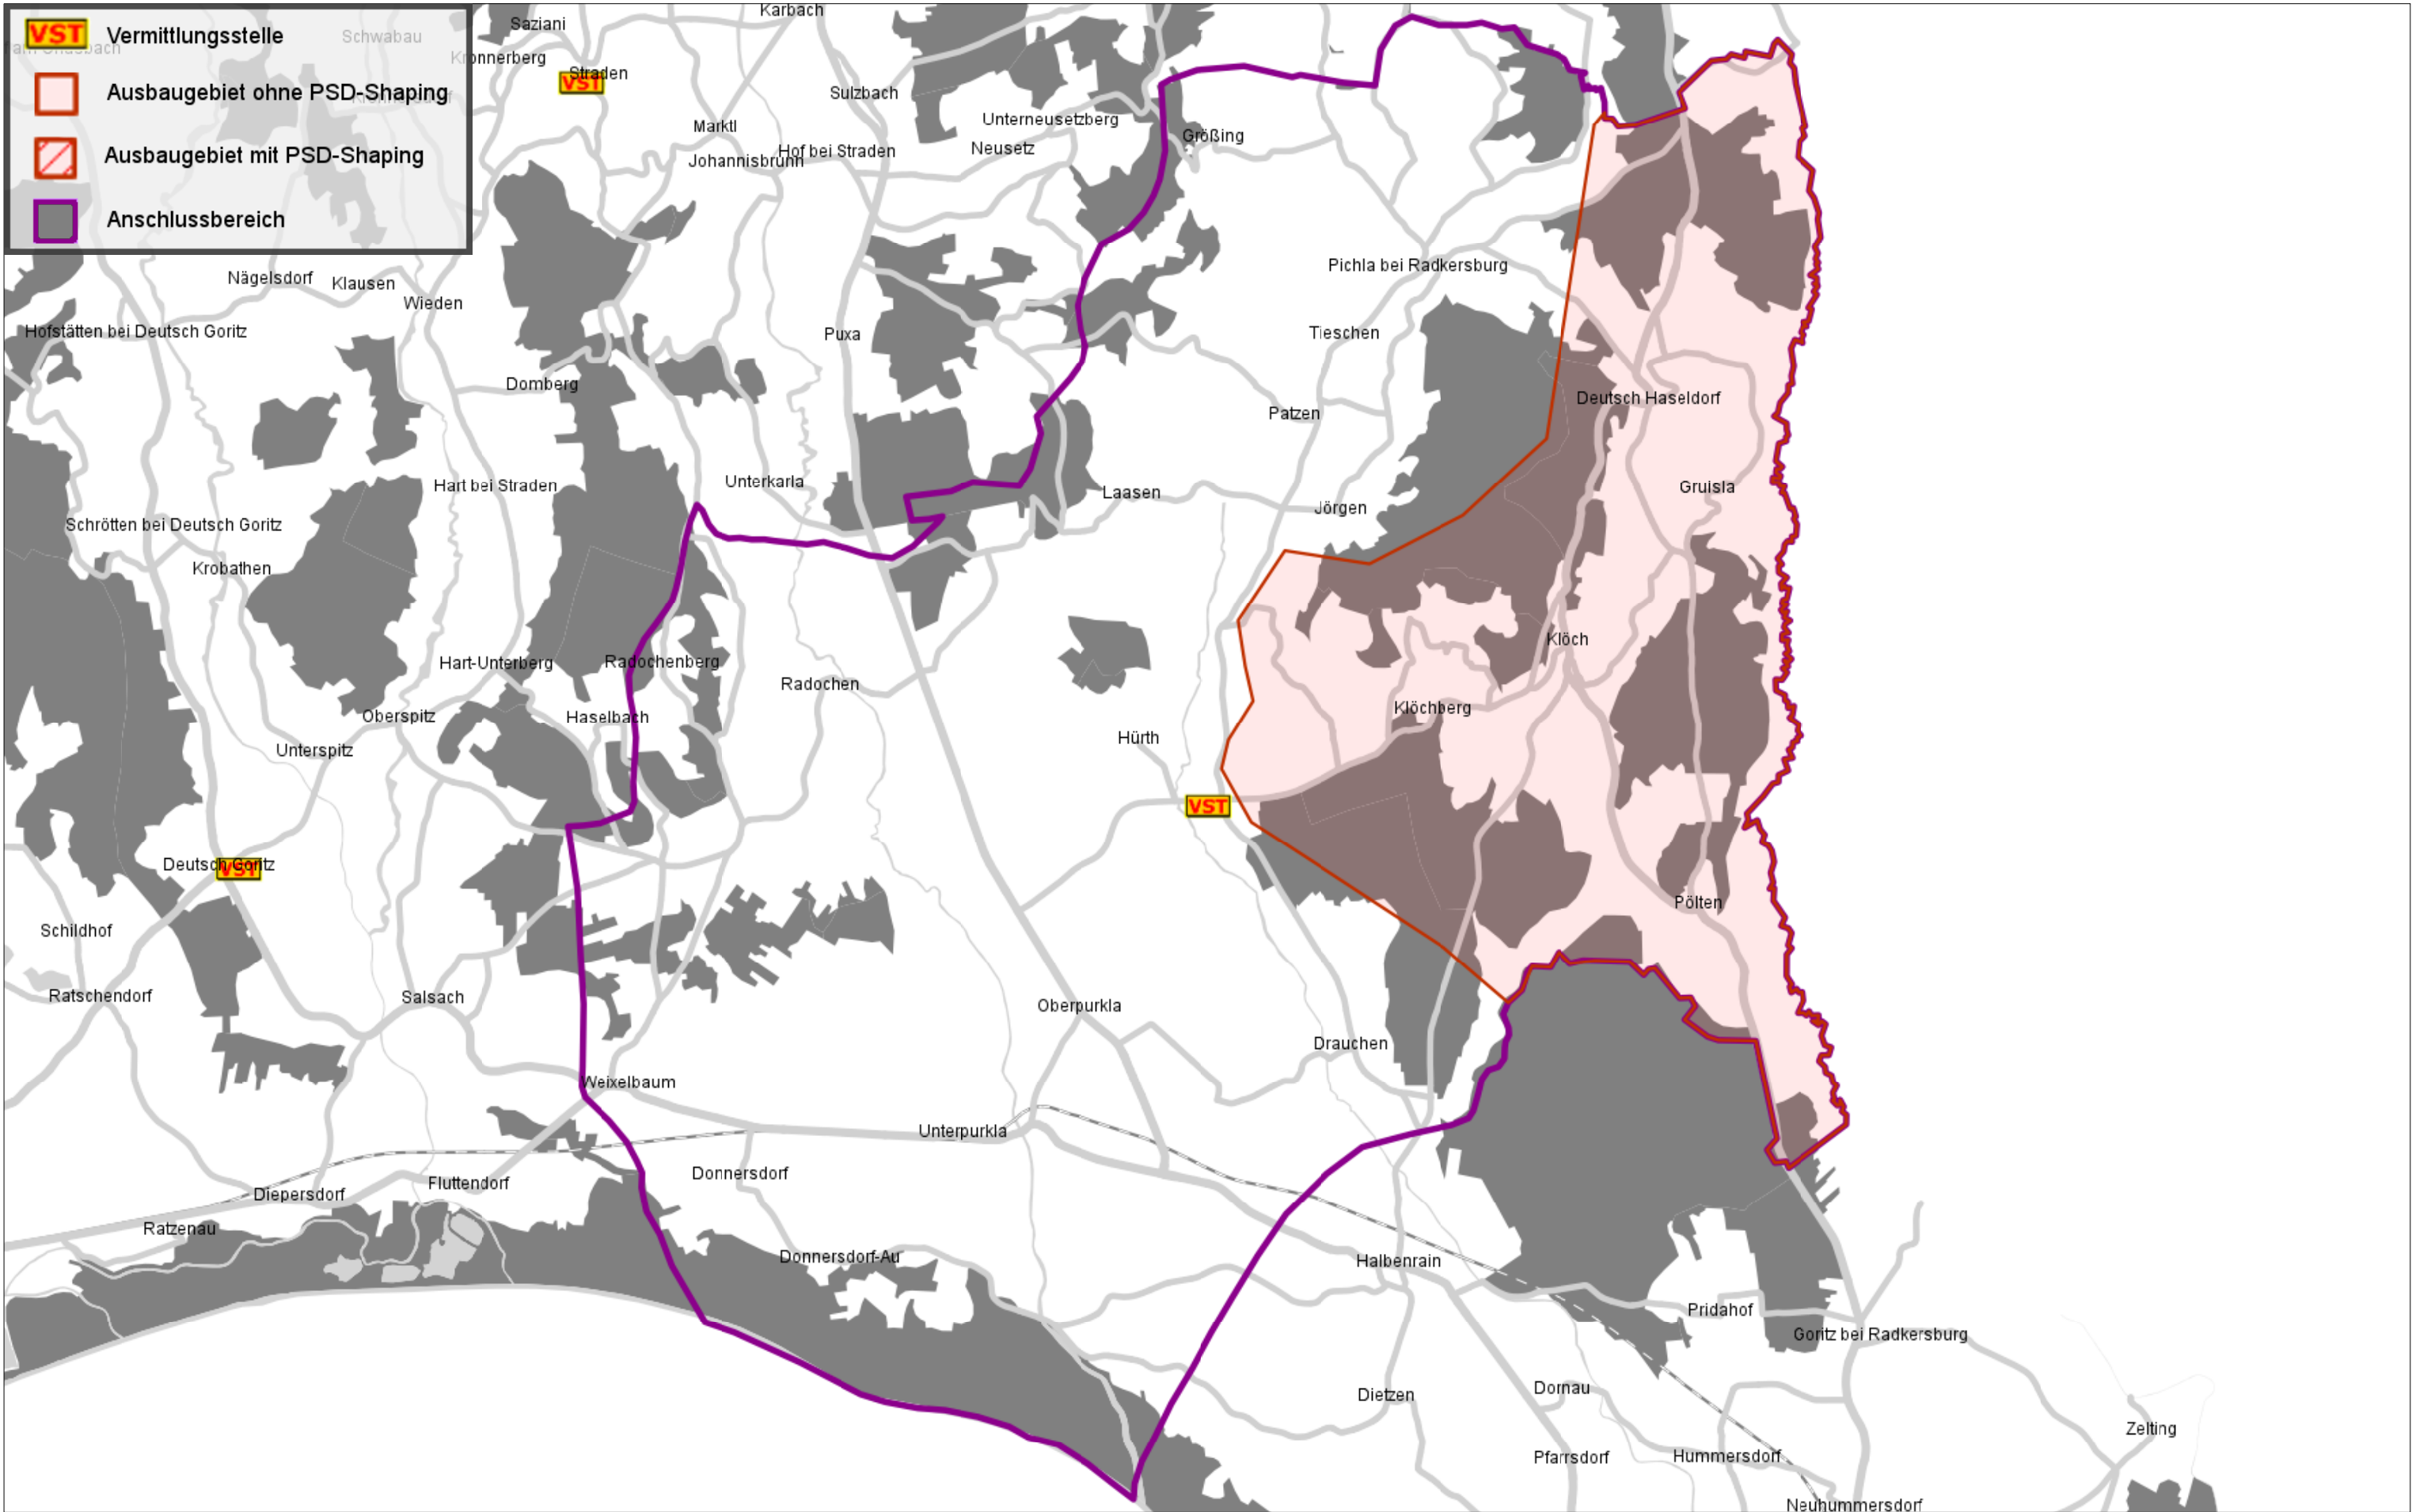 VST Vermittlungsstelle
Ausbaugebiet ohne PSD-Shaping
Ausbaugebiet mit PSD-Shaping
Anschlussbereich
Schwabau
Karbach
Saziani
Kronnerberg
Straden
VST
Sulzbach
Marktl
Unterneusetzberg
Größing
Johannisbrunn
Hof bei Straden
Neusetz
Nägelsdorf
Klausen
Wieden
Pichla bei Radkersburg
Hofstätten bei Deutsch Goritz
Puxa
Tieschen
Domberg
Deutsch Haseldorf
Patzen
Hart bei Straden
Unterkarla
Laasen
Gruisla
Jörgen
Schrötten bei Deutsch Goritz
Krobathen
Klöch
Hart-Unterberg
Radochenberg
Radochen
Klöchberg
Oberspitz
Haselbach
Hürth
Unterspitz
VST
Deutsch Goritz
VST
Pölten
Schildhof
Ratschendorf
Salsach
Oberpurkla
Drauchen
Weixelbaum
Unterpurkla
Donnersdorf
Fluttendorf
Diepersdorf
Ratzenau
Donnersdorf-Au
Halbenrain
Pridahof
Goritz bei Radkersburg
Dietzen
Dornau
Zelting
Pfarrsdorf
Hummersdorf
Neuhummersdorf